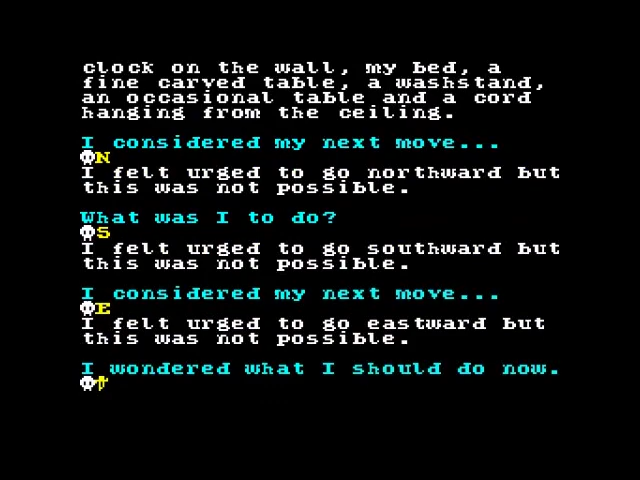 clock on the wall, my bed, a
fine carved table, a washstand,
an occasional table and a cord
hanging from the ceiling.
I considered my next move...
N
I felt urged to go northward but
this was not possible.
What was I to do?
S
I felt urged to go southward but
this was not possible.
I considered my next move...
E
I felt urged to go eastward but
this was not possible.
I wondered what I should do now.